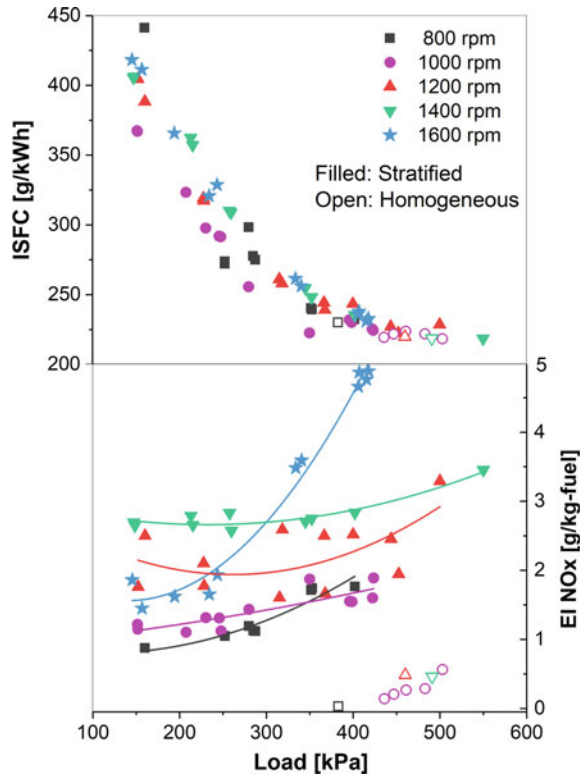 450
400
350
300
250
200
ISFC [g/kWh]
800 rpm
1000 rpm
1200 rpm
1400 rpm
1600 rpm
Filled: Stratified
Open: Homogeneous
5
4
3
2
1
0
EI NOx [g/kg-fuel]
100 200 300 400 500 600
Load [kPa]